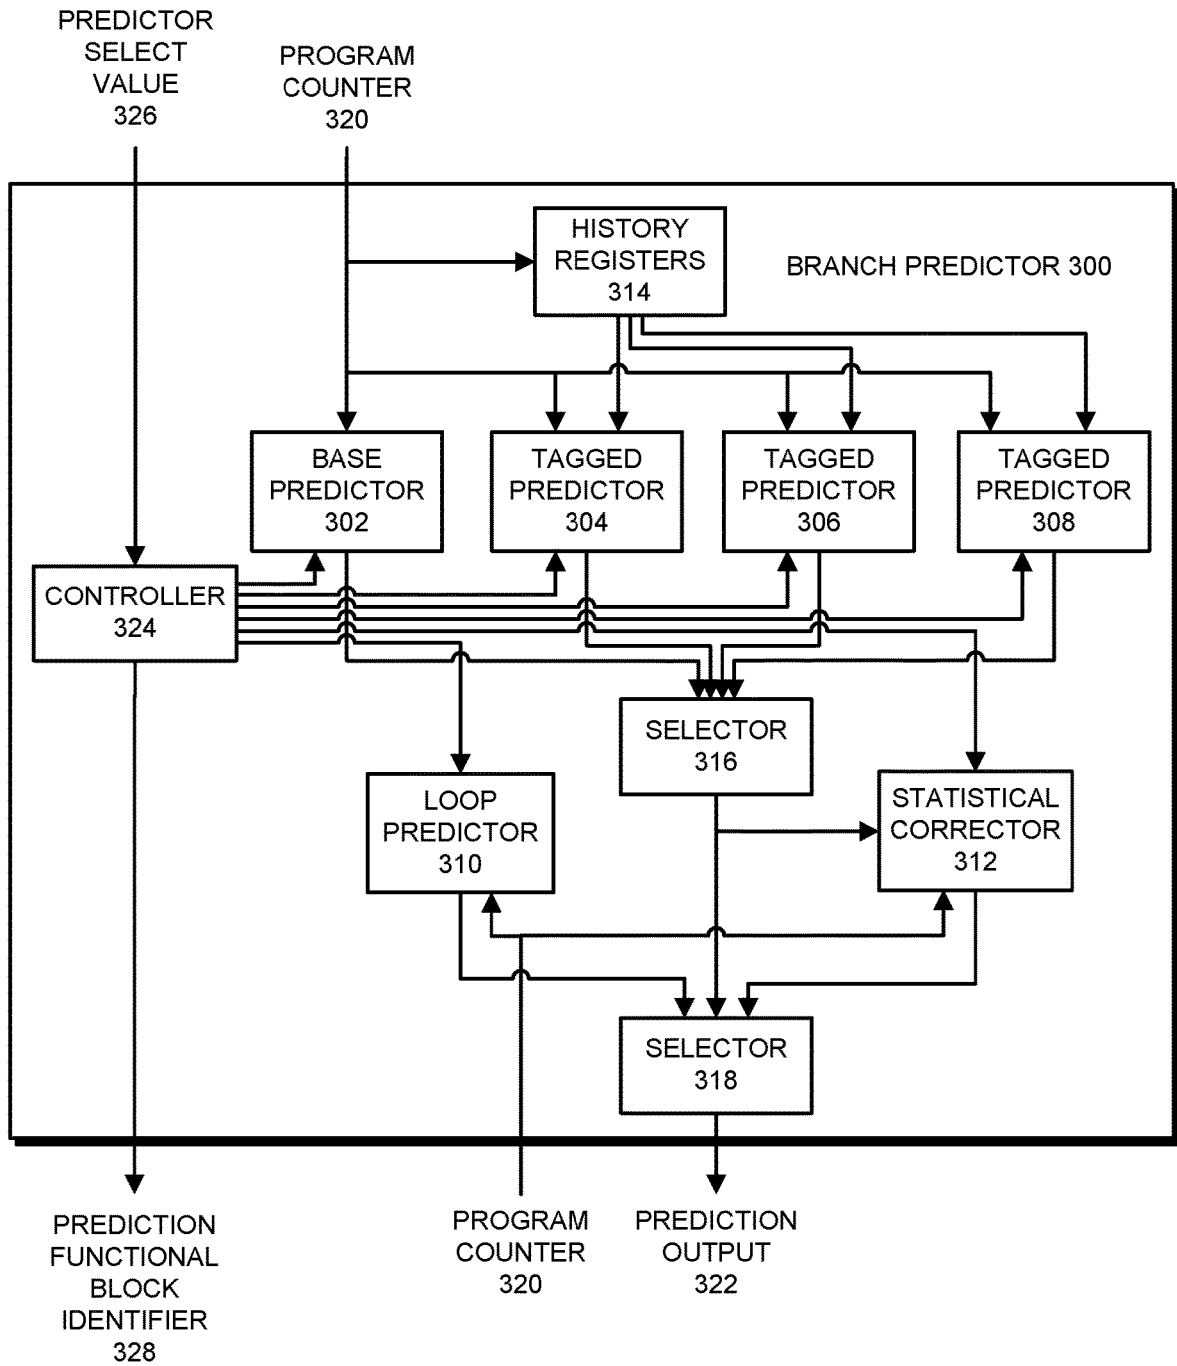 PREDICTOR
SELECT
VALUE
326
PROGRAM
COUNTER
320
HISTORY
REGISTERS
314
BRANCH PREDICTOR 300
BASE
PREDICTOR
302
TAGGED
PREDICTOR
304
TAGGED
PREDICTOR
306
TAGGED
PREDICTOR
308
CONTROLLER
324
SELECTOR
316
LOOP
PREDICTOR
310
STATISTICAL
CORRECTOR
312
SELECTOR
318
PREDICTION
FUNCTIONAL
BLOCK
IDENTIFIER
328
PROGRAM
COUNTER
320
PREDICTION
OUTPUT
322